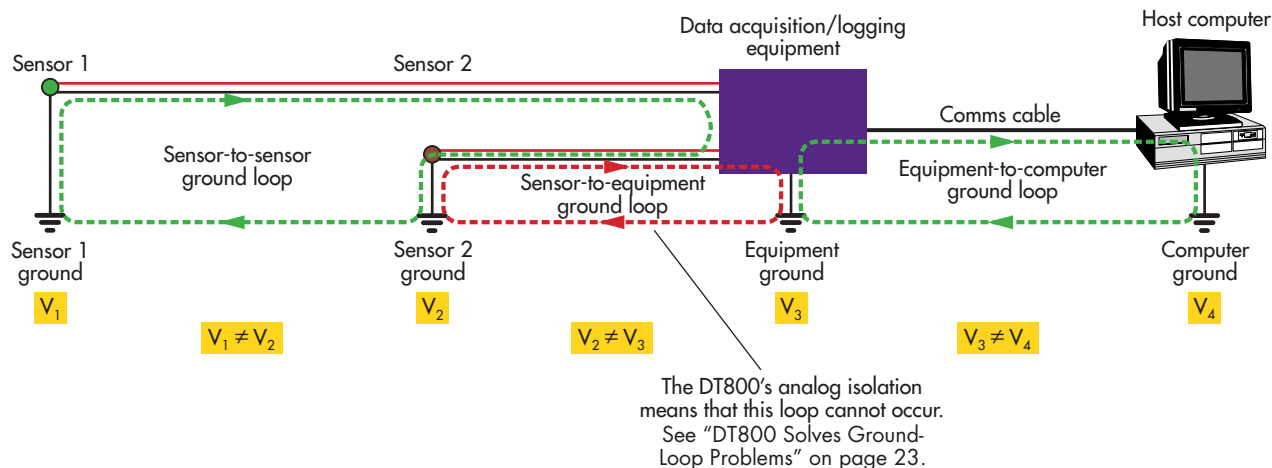 Host computer
Data acquisition/logging
equipment
Sensor 1
Sensor 2
Comms cable
Sensor-to-sensor
ground loop
Sensor-to-equipment
ground loop
Equipment-to-computer
ground loop
Sensor 1
ground
V₁
Sensor 2
ground
V₂
Equipment
ground
V₃
Computer
ground
V₄
V₁ ≠ V₂
V₂ ≠ V₃
V₃ ≠ V₄
The DT800's analog isolation
means that this loop cannot occur.
See “DT800 Solves Ground-
Loop Problems” on page 23.